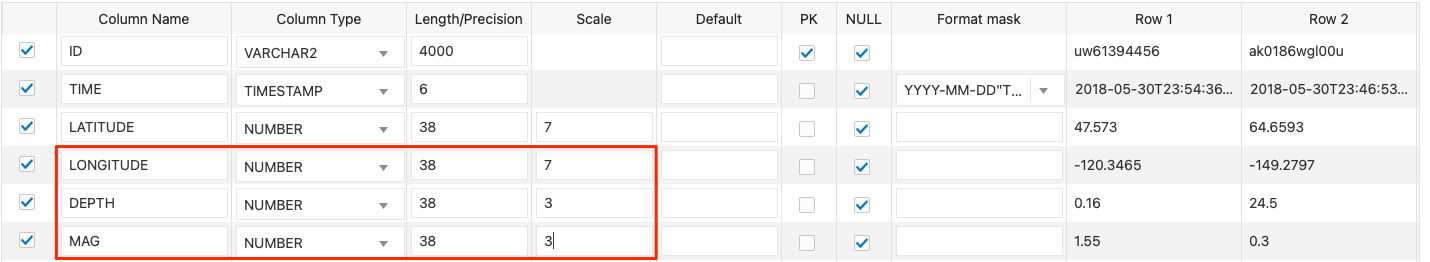 Column Name Column Type Length/Precision Scale Default PK NULL Format mask Row 1 Row 2
ID VARCHAR2 4000 uw61394456 ak0186wgl00u
TIME TIMESTAMP 6 YYYY-MM-DD"T... 2018-05-30T23:54:36... 2018-05-30T23:46:53...
LATITUDE NUMBER 38 7 47.573 64.6593
LONGITUDE NUMBER 38 7 -120.3465 -149.2797
DEPTH NUMBER 38 3 0.16 24.5
MAG NUMBER 38 3 1.55 0.3